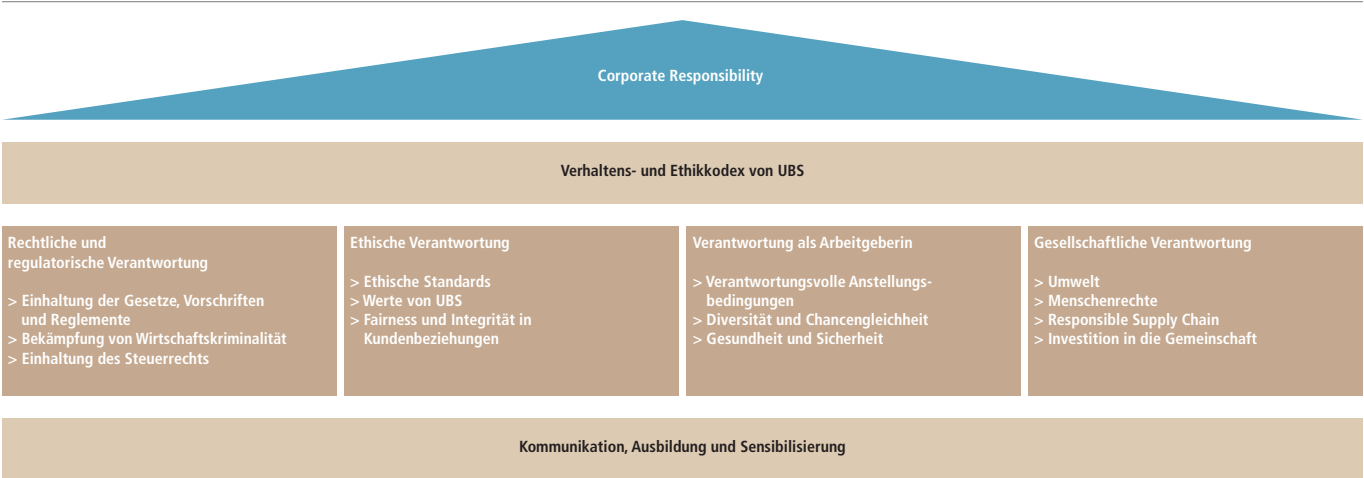 Corporate Responsibility
Verhaltens- und Ethikkodex von UBS
Rechtliche und
regulatorische Verantwortung
> Einhaltung der Gesetze, Vorschriften
und Reglemente
> Bekämpfung von Wirtschaftskriminalität
> Einhaltung des Steuerrechts
Ethische Verantwortung
> Ethische Standards
> Werte von UBS
> Fairness und Integrität in
Kundenbeziehungen
Verantwortung als Arbeitgeberin
> Verantwortungsvolle Anstellungs-
bedingungen
> Diversität und Chancengleichheit
> Gesundheit und Sicherheit
Gesellschaftliche Verantwortung
> Umwelt
> Menschenrechte
> Responsible Supply Chain
> Investition in die Gemeinschaft
Kommunikation, Ausbildung und Sensibilisierung